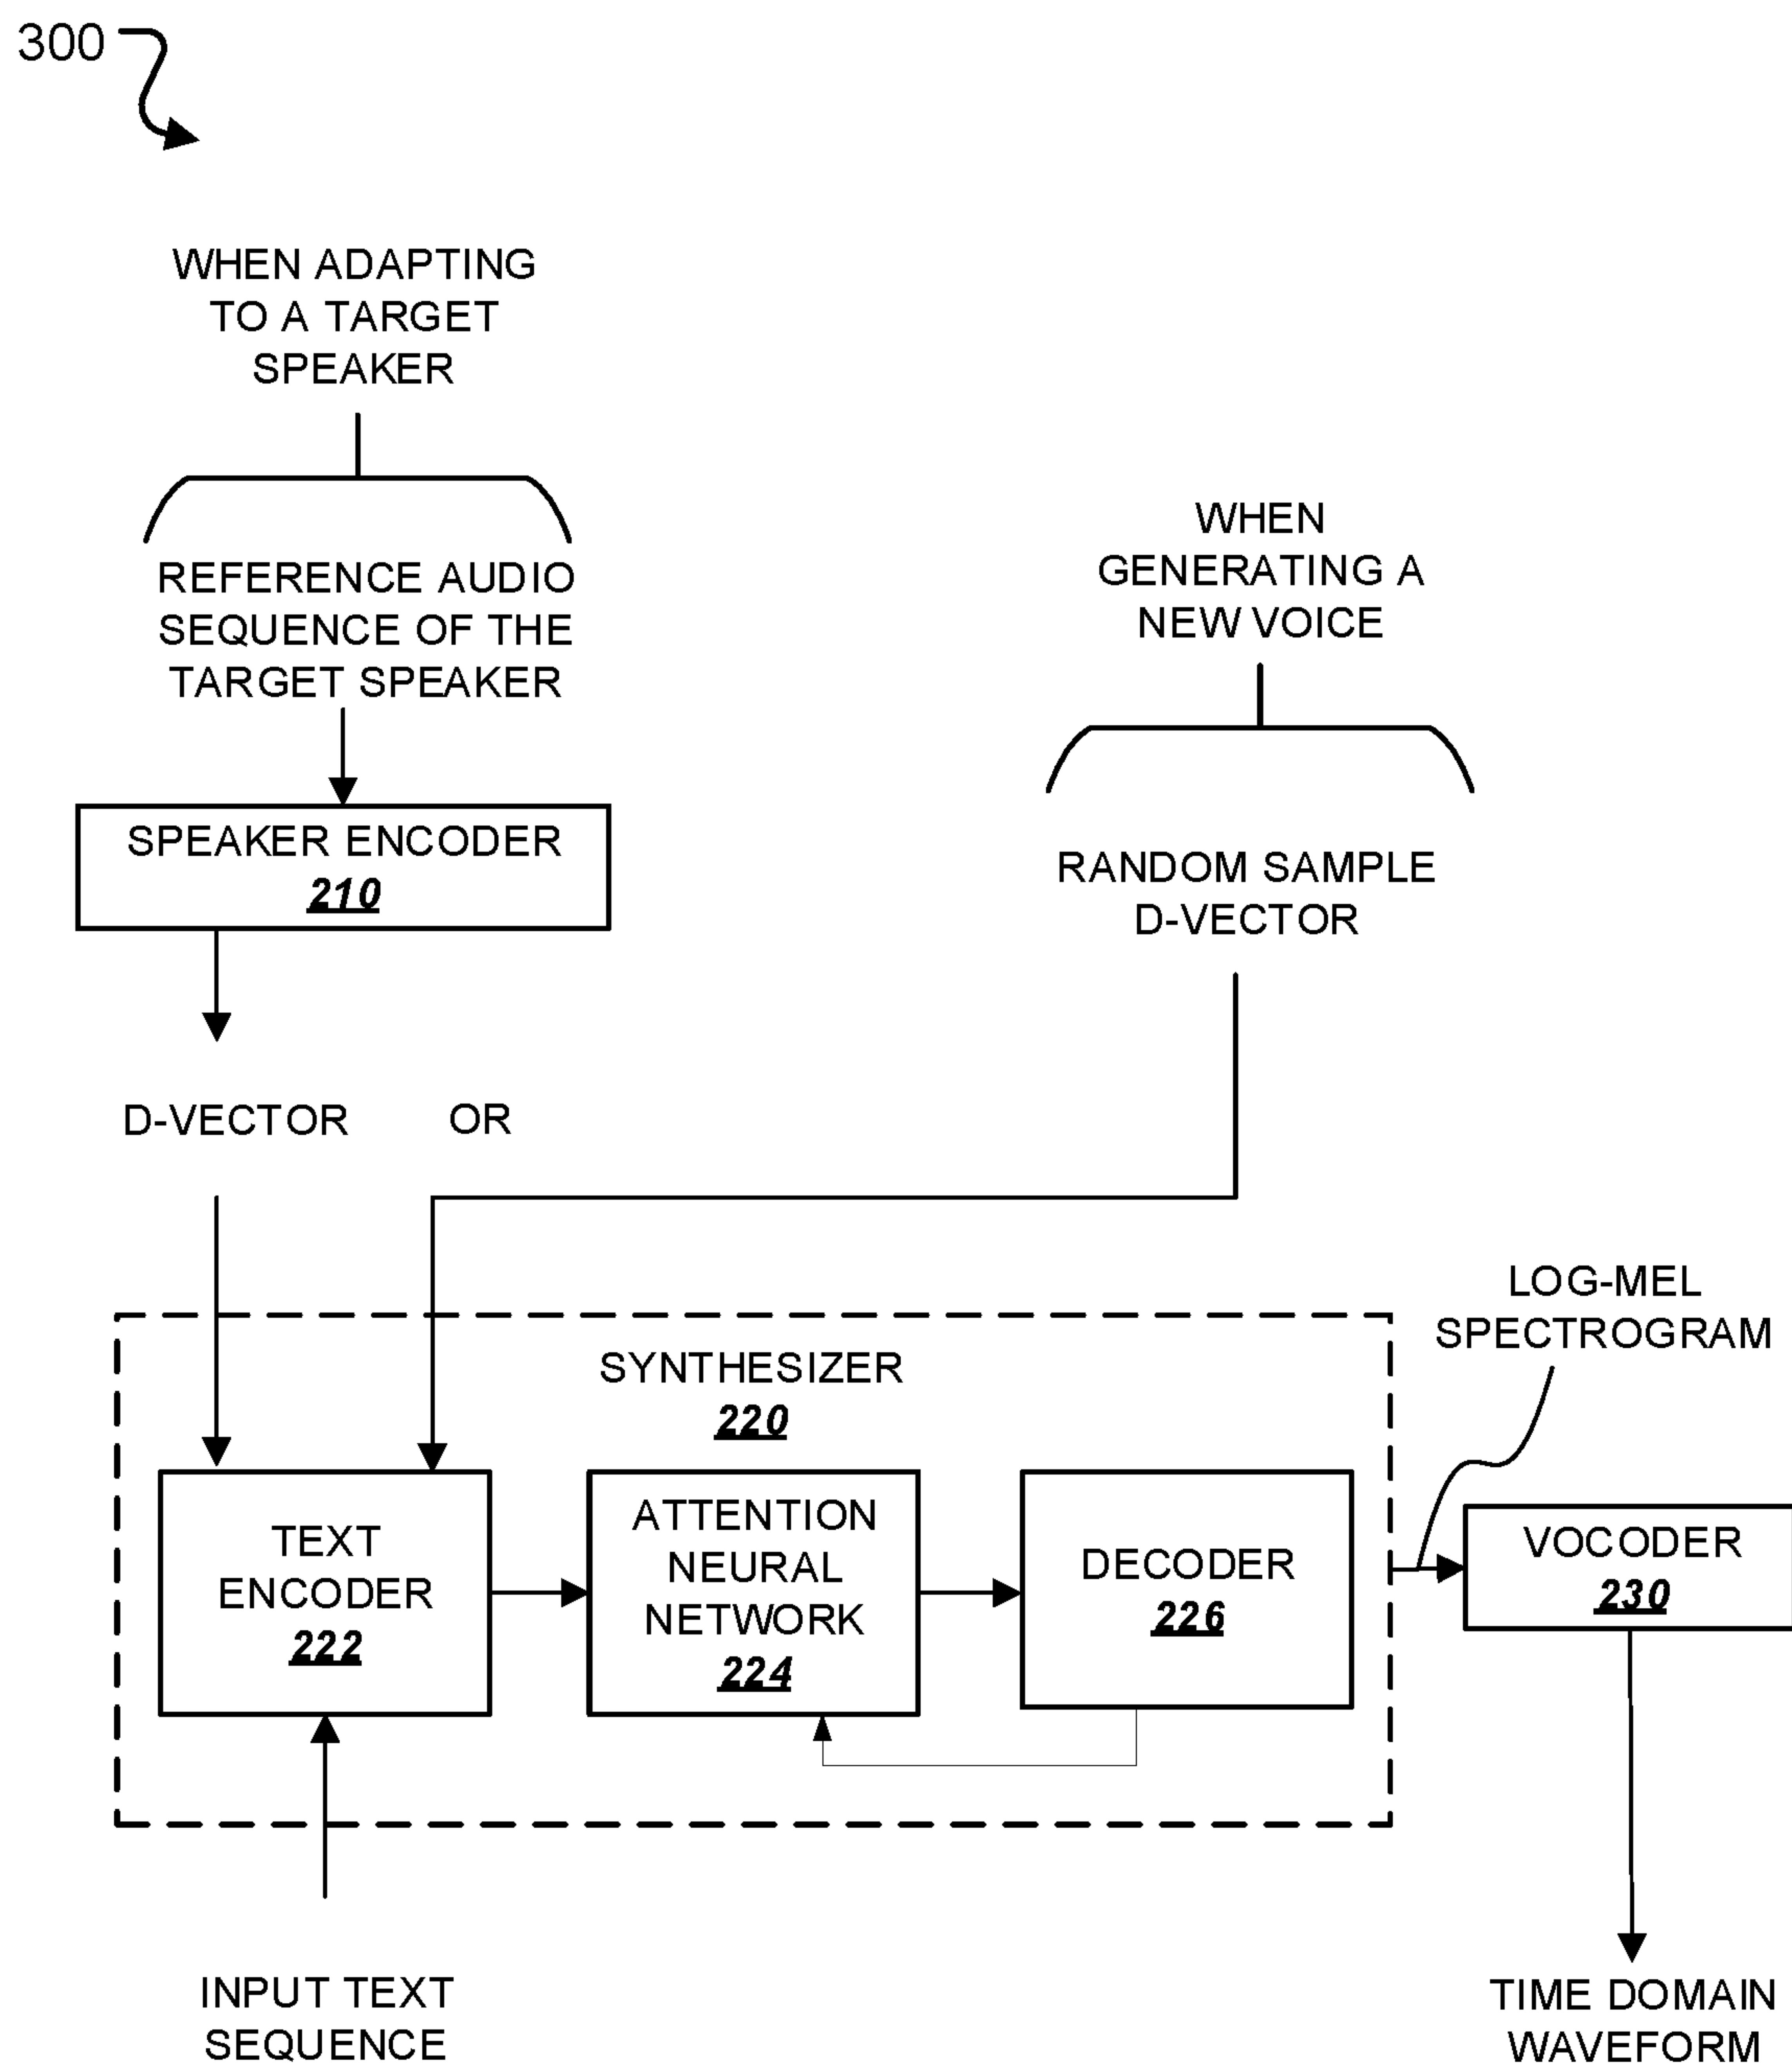 300
WHEN ADAPTING
TO A TARGET
SPEAKER
REFERENCE AUDIO
SEQUENCE OF THE
TARGET SPEAKER
SPEAKER ENCODER
210
WHEN
GENERATING A
NEW VOICE
RANDOM SAMPLE
D-VECTOR
D-VECTOR OR
SYNTHESIZER
220
TEXT
ENCODER
222
ATTENTION
NEURAL
NETWORK
224
DECODER
226
LOG-MEL
SPECTROGRAM
VOCODER
230
INPUT TEXT
SEQUENCE
TIME DOMAIN
WAVEFORM